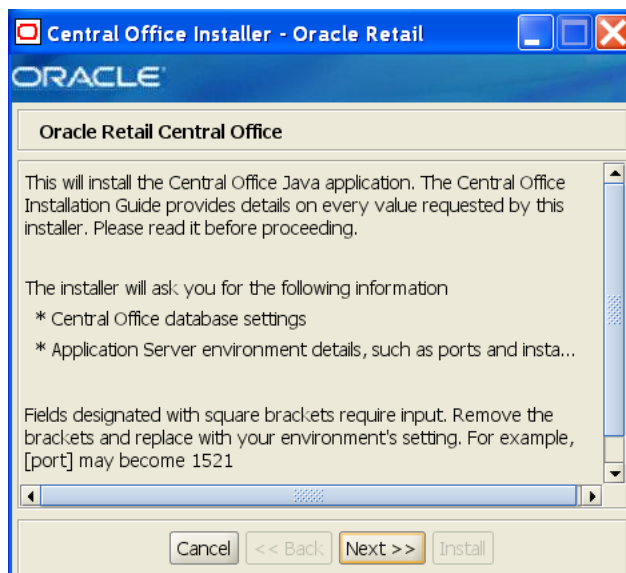 Central Office Installer - Oracle Retail
ORACLE
Oracle Retail Central Office
This will install the Central Office Java application. The Central Office
Installation Guide provides details on every value requested by this
installer. Please read it before proceeding.
The installer will ask you for the following information
* Central Office database settings
* Application Server environment details, such as ports and insta...
Fields designated with square brackets require input. Remove the
brackets and replace with your environment's setting. For example,
[port] may become 1521
Cancel << Back Next >> Install